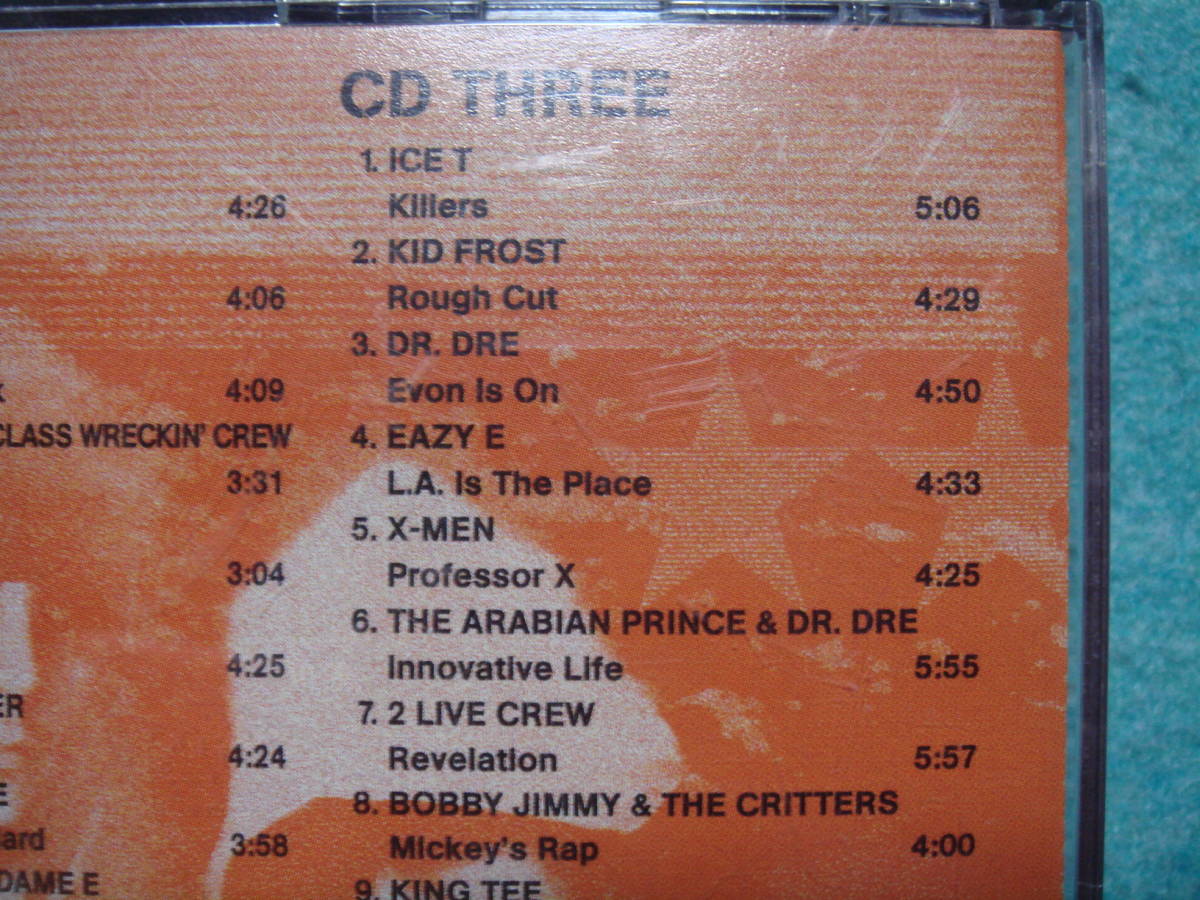 4:26
4:06
4:09
CLASS WRECKIN' CREW
3:31
3:04
4:25
4:24
3:58
DAME E
CD THREE
1. ICE T
Killers 5:06
2. KID FROST
Rough Cut 4:29
3. DR. DRE
Evon Is On 4:50
4. EAZY E
L.A. Is The Place 4:33
5. X-MEN
Professor X 4:25
6. THE ARABIAN PRINCE & DR. DRE
Innovative Life 5:55
7. 2 LIVE CREW
Revelation 5:57
8. BOBBY JIMMY & THE CRITTERS
Mickey's Rap 4:00
9. KING TEE